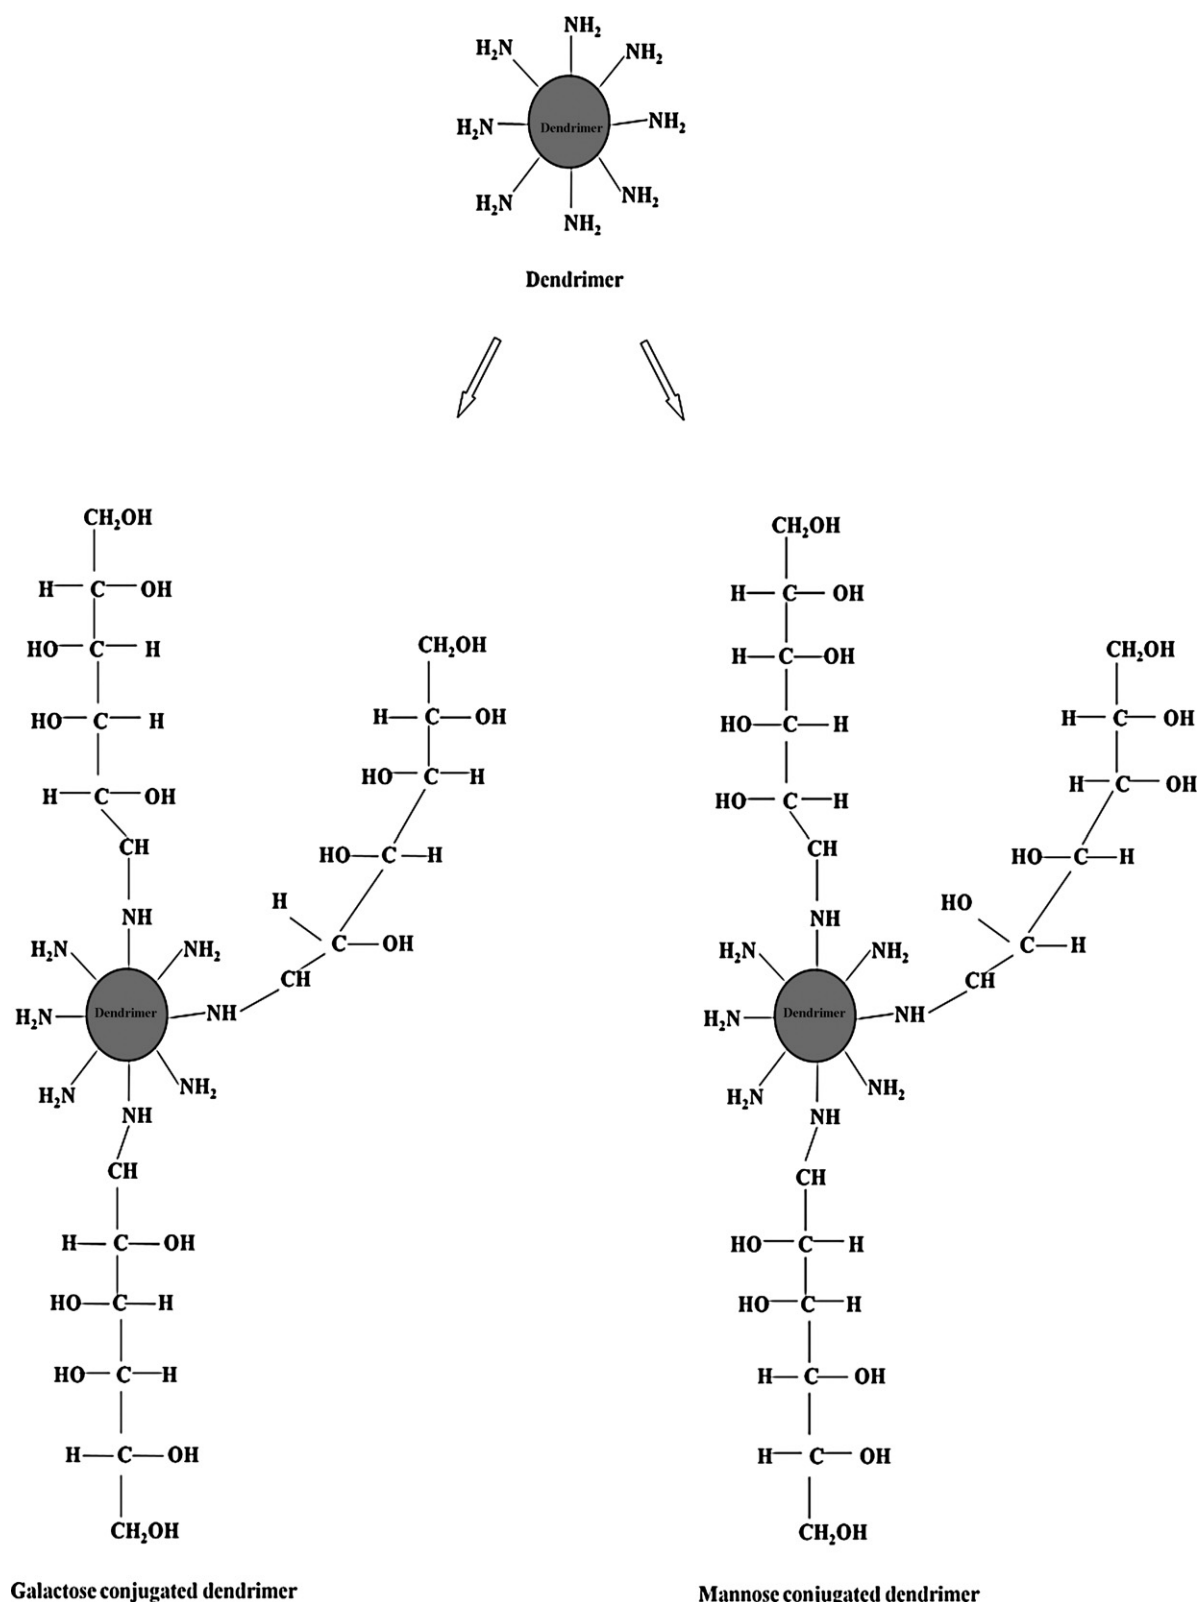 NH₂
H₂N
NH₂
H₂N
Dendrimer
NH₂
H₂N
NH₂
NH₂
Dendrimer
CH₂OH
H C OH
HO C H
HO C H
H C OH
CH
NH
CH₂OH
H C OH
HO C H
HO C H
H
C OH
CH
NH
H₂N
NH₂
H₂N
Dendrimer
H₂N
NH₂
NH
CH
H C OH
HO C H
HO C H
H C OH
CH₂OH
Galactose conjugated dendrimer
CH₂OH
H C OH
H C OH
HO C H
HO C H
CH
NH
CH₂OH
H C OH
H C OH
HO C H
HO
C H
CH
NH
H₂N
NH₂
H₂N
Dendrimer
H₂N
NH₂
NH
CH
HO C H
HO C H
H C OH
H C OH
CH₂OH
Mannose conjugated dendrimer